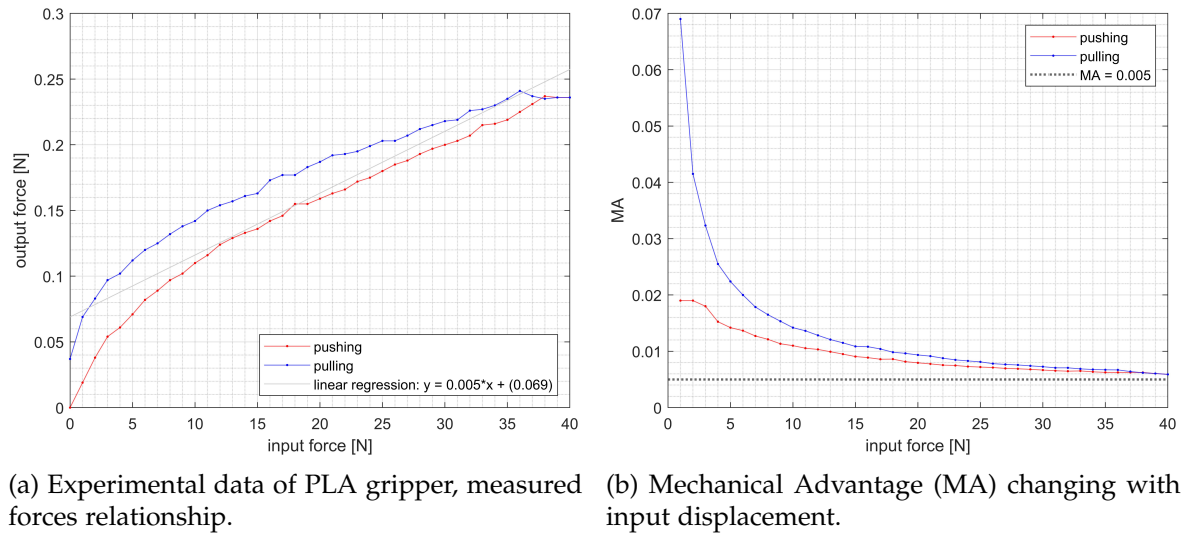 0.3
0.25
0.2
0.15
0.1
0.05
0
output force [N]
0 5 10 15 20 25 30 35 40
input force [N]
pushing
pulling
linear regression: y = 0.005*x + (0.069)
(a) Experimental data of PLA gripper, measured
forces relationship.
0.07
0.06
0.05
0.04
0.03
0.02
0.01
0
MA
0 5 10 15 20 25 30 35 40
input force [N]
pushing
pulling
MA = 0.005
(b) Mechanical Advantage (MA) changing with
input displacement.